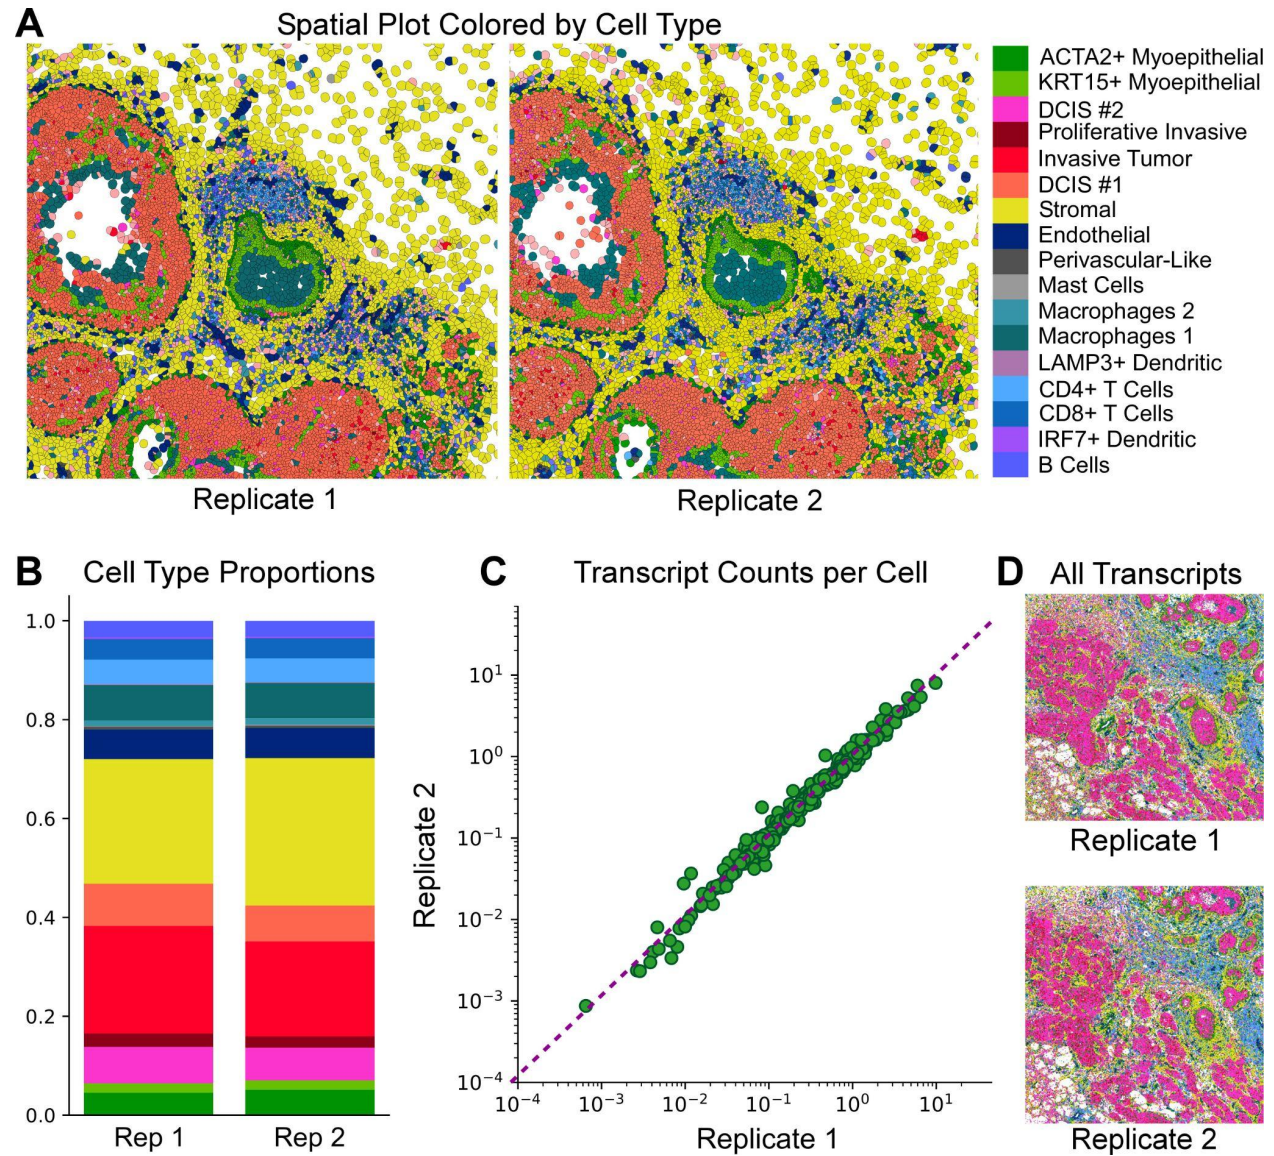 A
Spatial Plot Colored by Cell Type
ACTA2+ Myoepithelial
KRT15+ Myoepithelial
DCIS #2
Proliferative Invasive
Invasive Tumor
DCIS #1
Stromal
Endothelial
Perivascular-Like
Mast Cells
Macrophages 2
Macrophages 1
LAMP3+ Dendritic
CD4+ T Cells
CD8+ T Cells
IRF7+ Dendritic
B Cells
Replicate 1
Replicate 2
B
Cell Type Proportions
1.0
0.8
0.6
0.4
0.2
0.0
Rep 1
Rep 2
C
Transcript Counts per Cell
Replicate 2
10¹
10⁰
10⁻¹
10⁻²
10⁻³
10⁻⁴
10⁻⁴
10⁻³
10⁻²
10⁻¹
10⁰
10¹
Replicate 1
D
All Transcripts
Replicate 1
Replicate 2